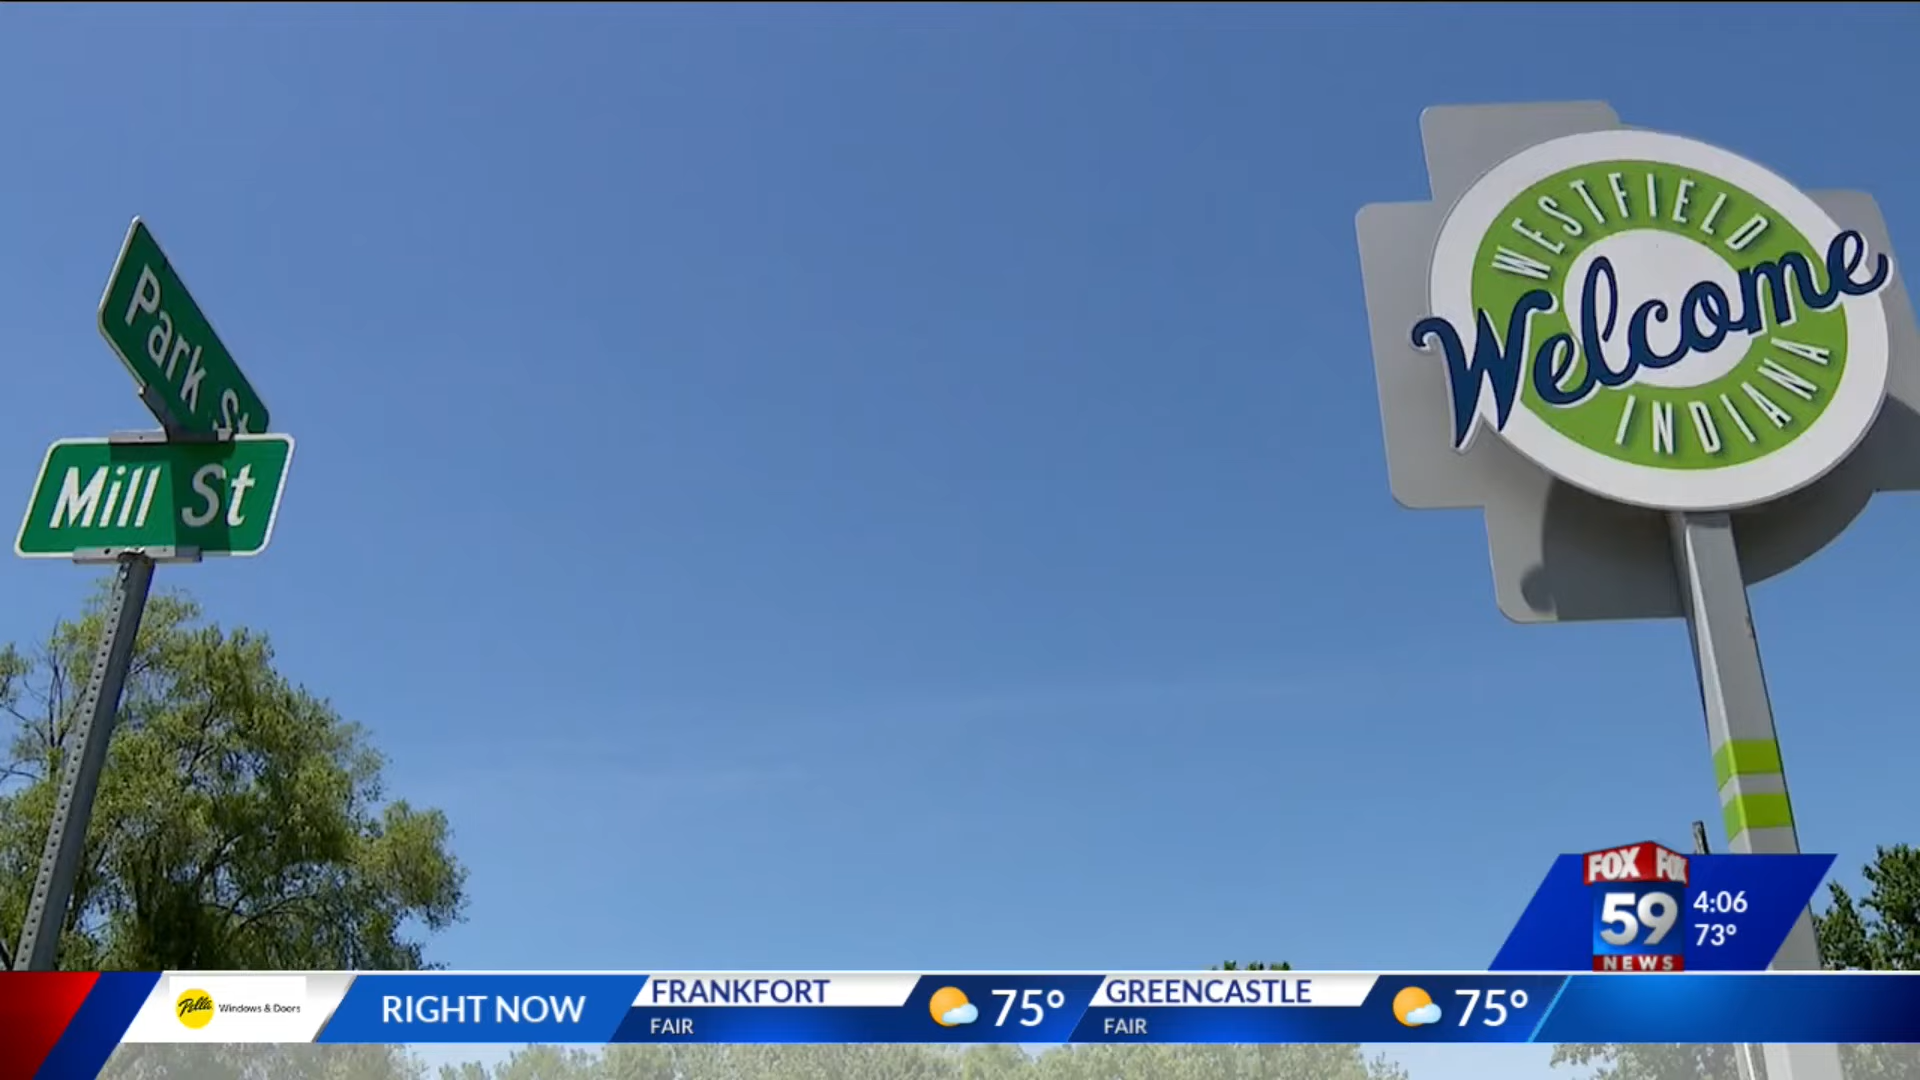 Park St
Mill St
WESTFIELD
Welcome
INDIANA
FOX FOX
59
NEWS
4:06
73°
Pella Windows & Doors
RIGHT NOW
FRANKFORT
FAIR
75°
GREENCASTLE
FAIR
75°